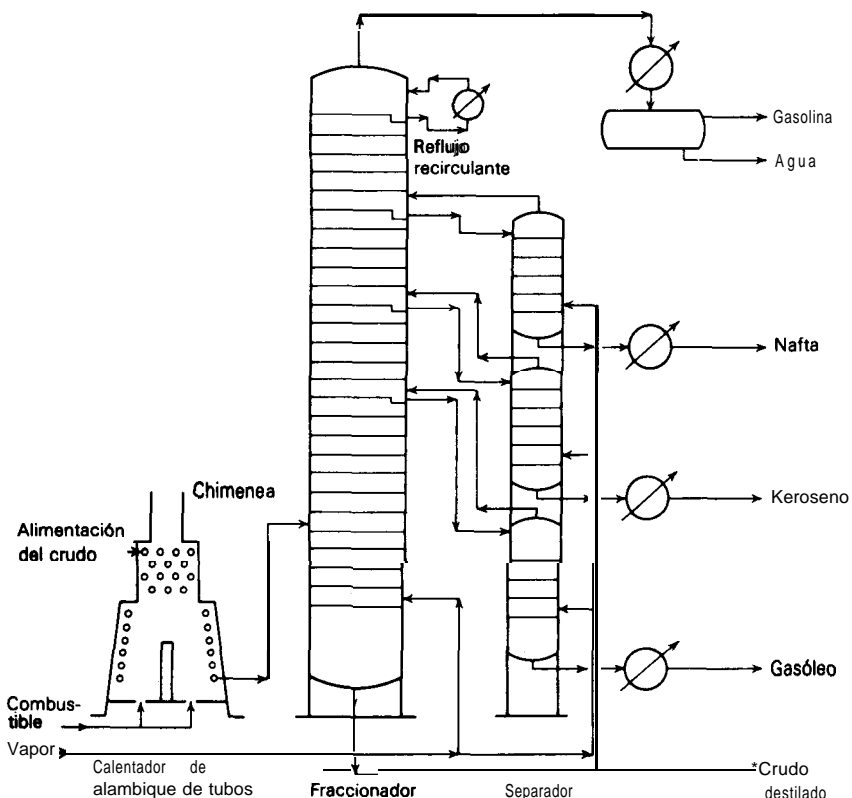 Gasolina
Agua
Reflujo
recirculante
Nafta
Chimenea
Keroseno
Alimentación
del crudo
Gasóleo
Combus-
tible
Vapor
Calentador de
alambique de tubos
Fraccionador
Separador
*Crudo
destilado